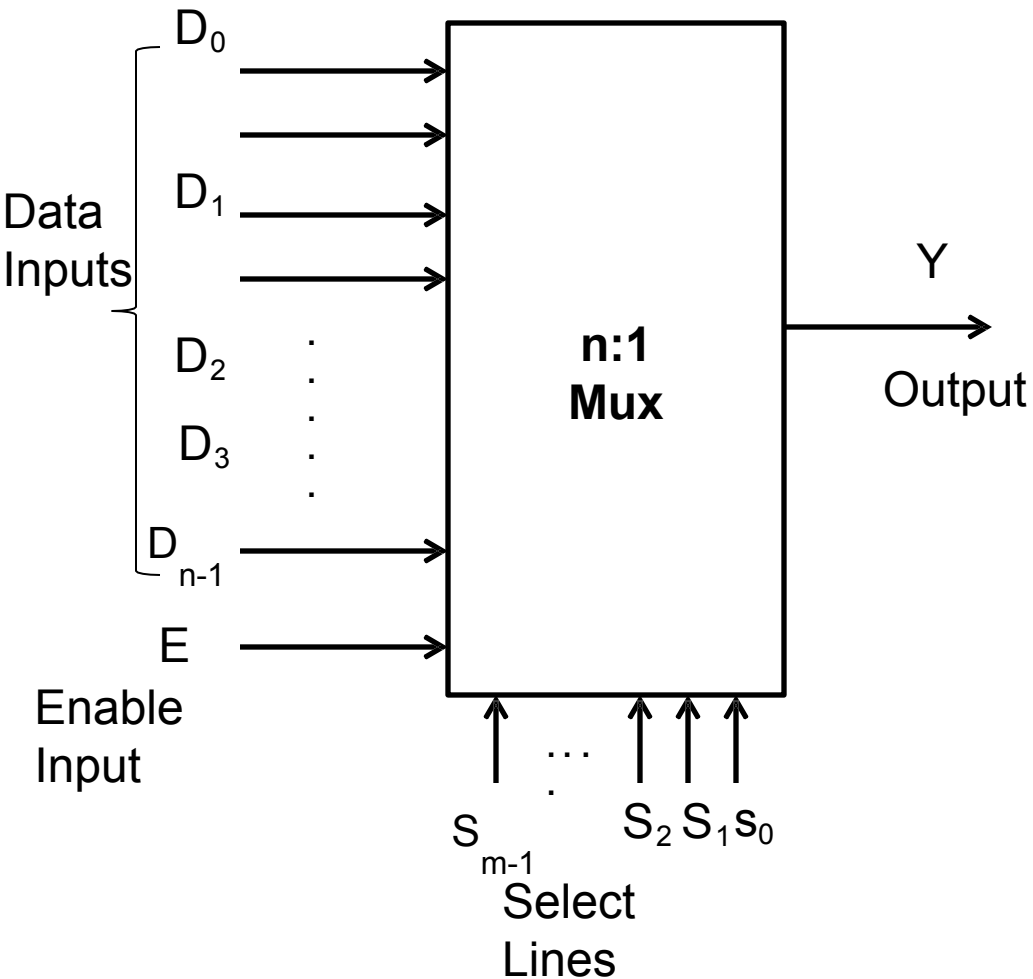 D₀
D₁
Data
Inputs
D₂
D₃
Dₙ₋₁
E
Enable
Input
n:1
Mux
Y
Output
. . .
.
Sₘ₋₁
S₂ S₁ s₀
Select
Lines